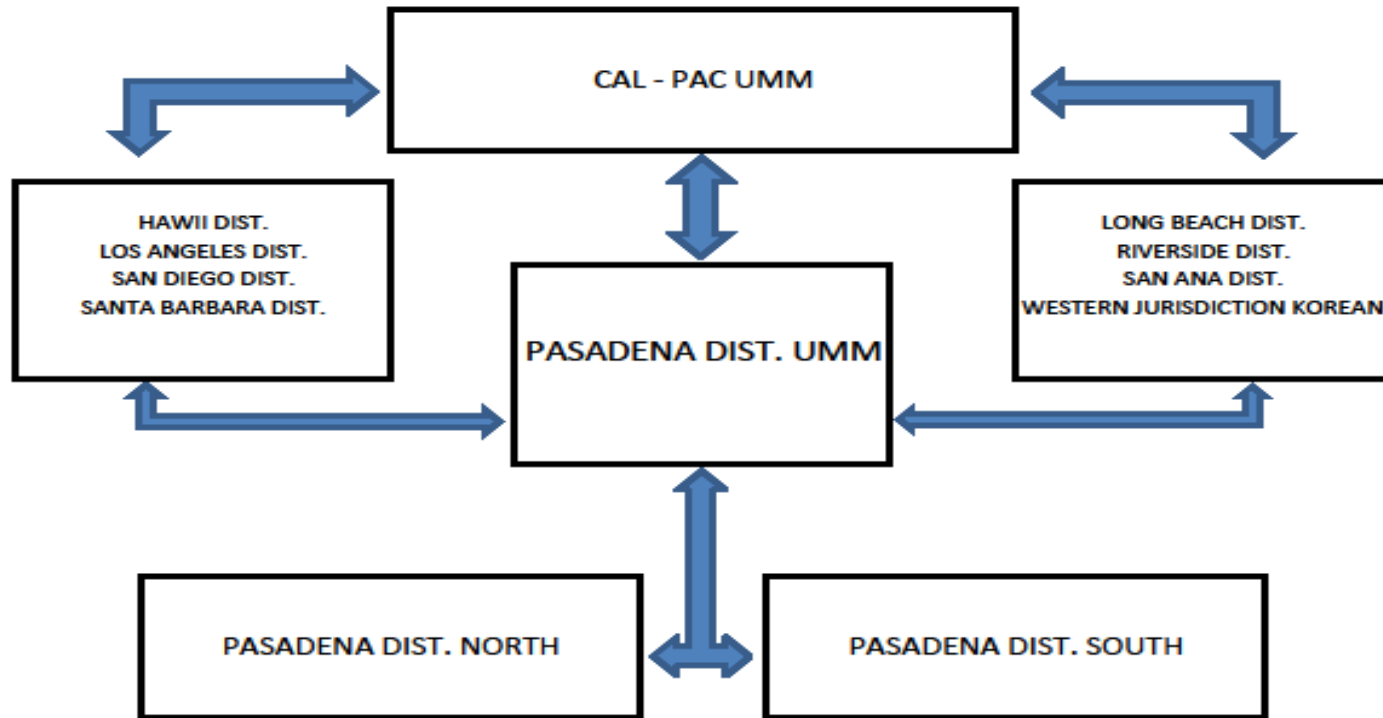 CAL - PAC UMM
HAWII DIST.
LOS ANGELES DIST.
SAN DIEGO DIST.
SANTA BARBARA DIST.
PASADENA DIST. UMM
LONG BEACH DIST.
RIVERSIDE DIST.
SAN ANA DIST.
WESTERN JURISDICTION KOREAN
PASADENA DIST. NORTH
PASADENA DIST. SOUTH